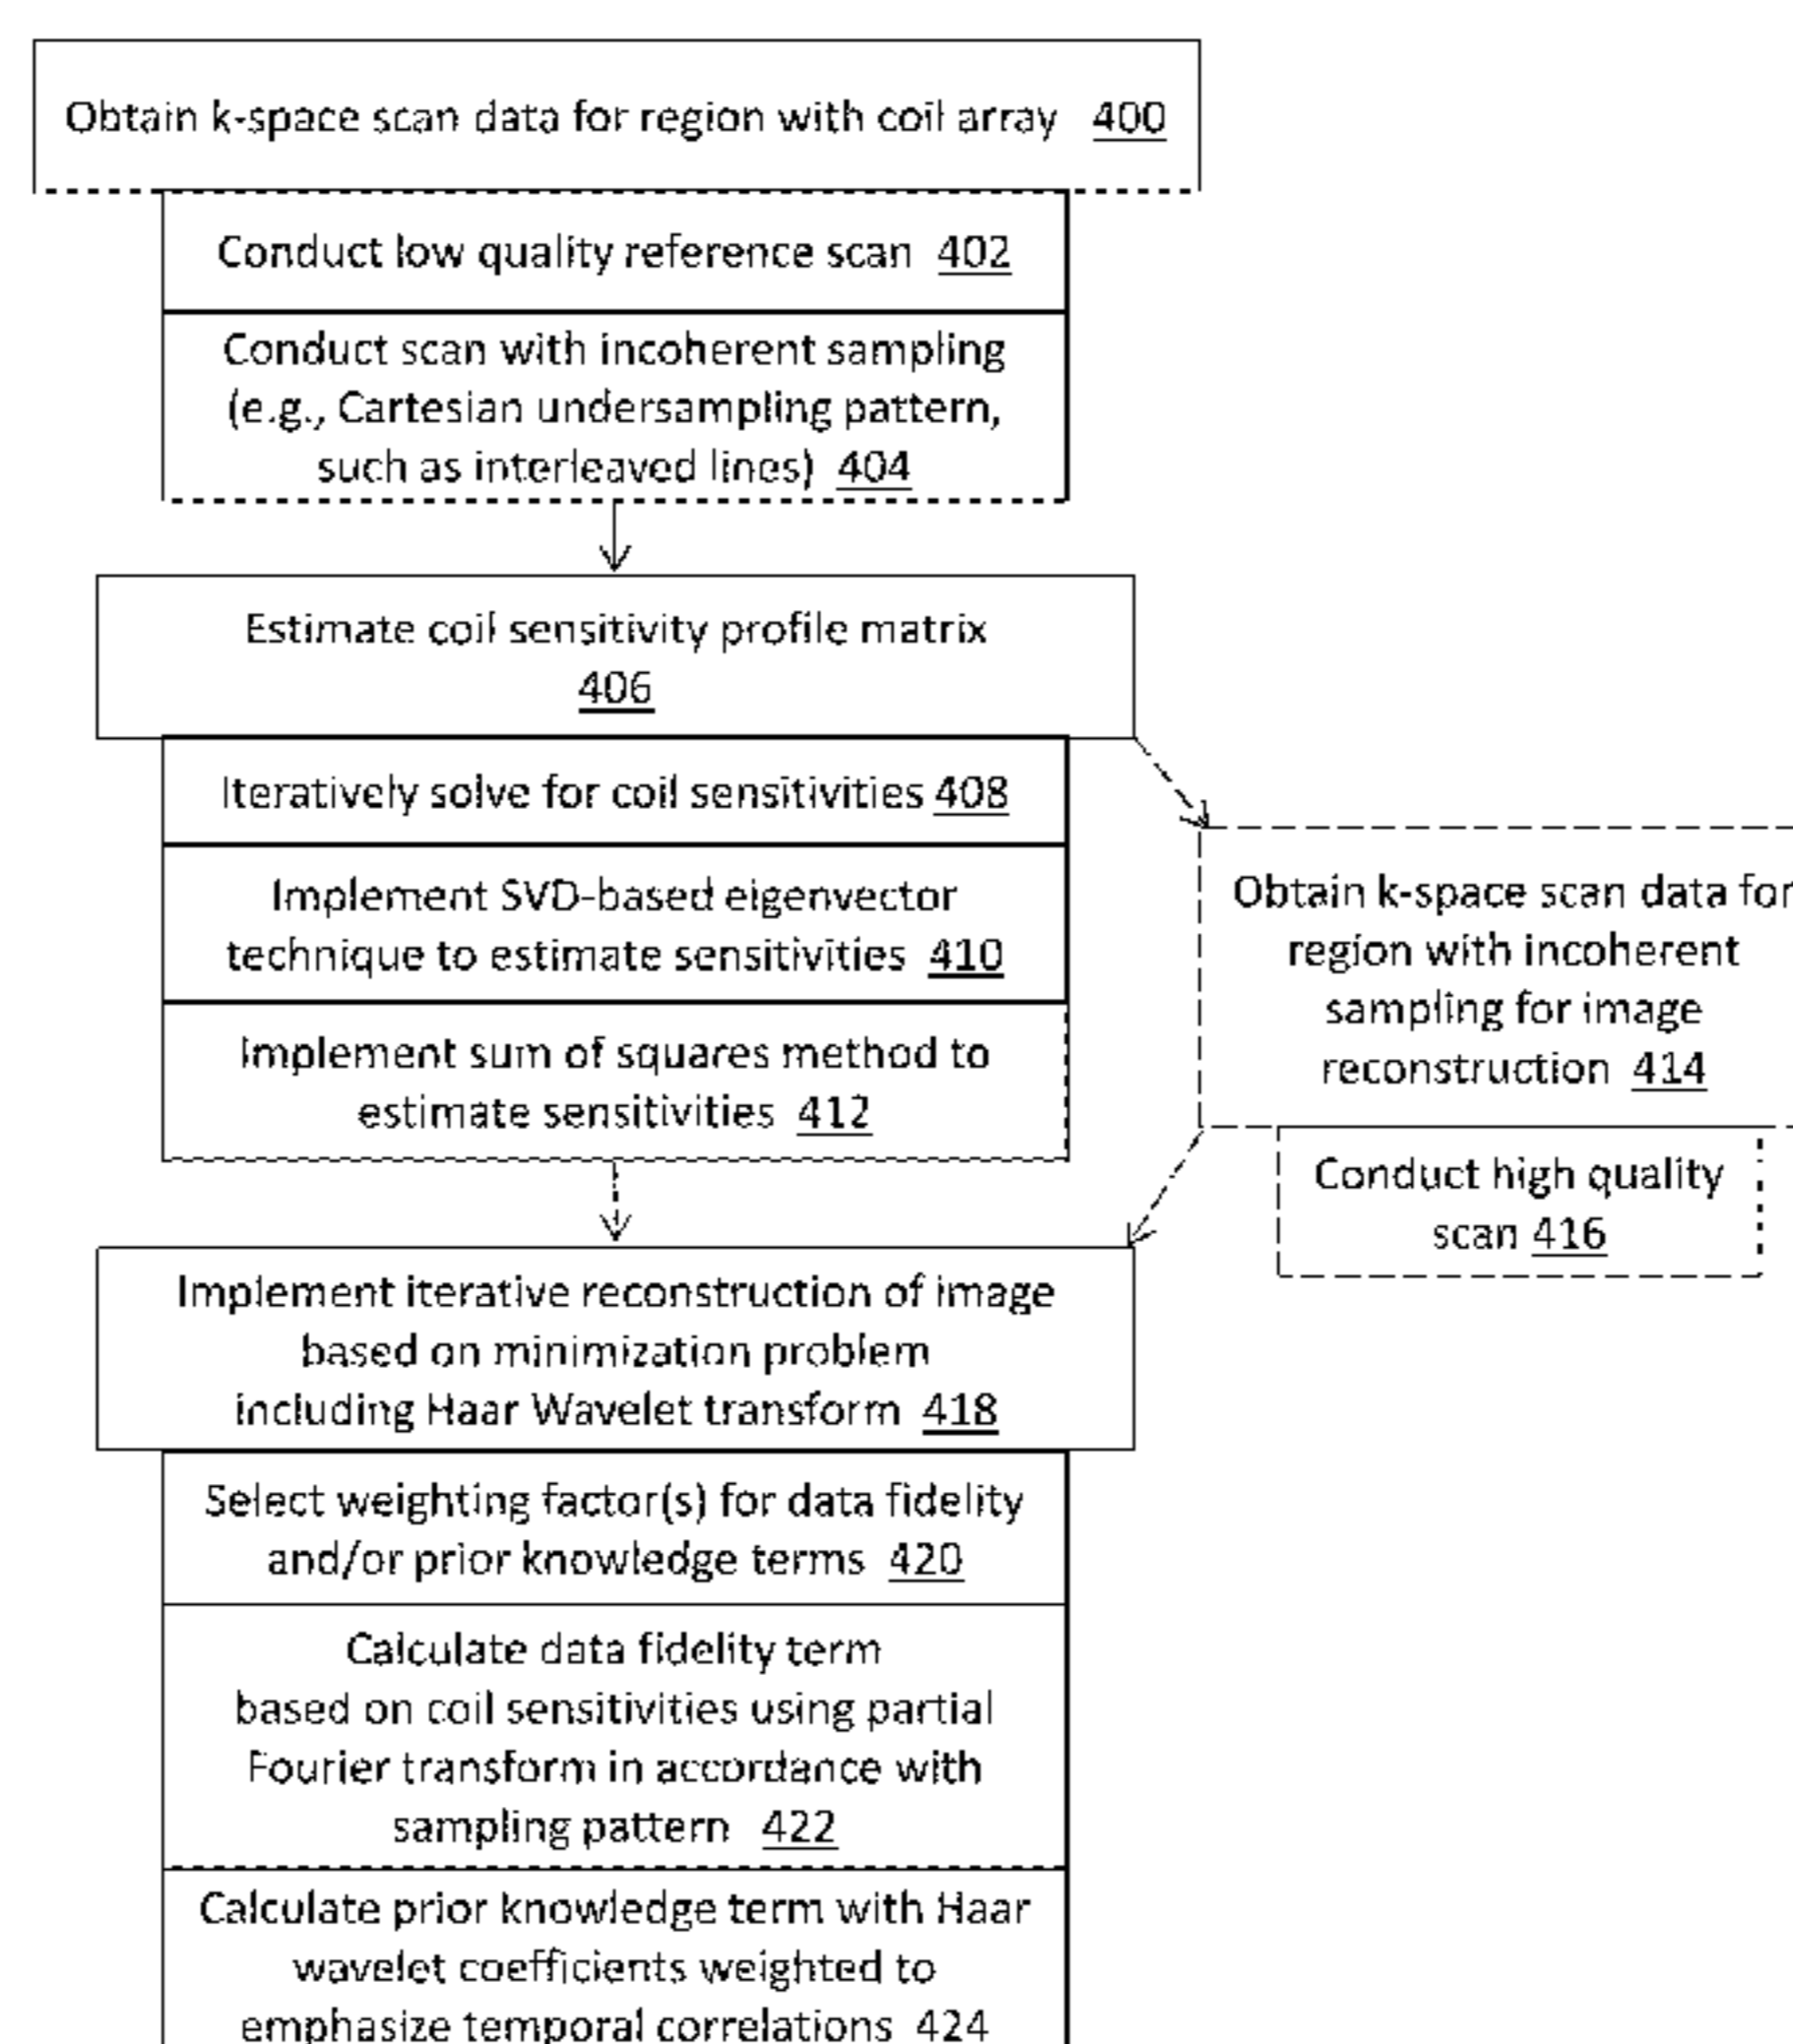 Obtain k-space scan data for region with coil array 400
Conduct low quality reference scan 402
Conduct scan with incoherent sampling
(e.g., Cartesian undersampling pattern,
such as interleaved lines) 404
Estimate coil sensitivity profile matrix
406
Iteratively solve for coil sensitivities 408
Implement SVD-based eigenvector
technique to estimate sensitivities 410
Implement sum of squares method to
estimate sensitivities 412
Obtain k-space scan data for
region with incoherent
sampling for image
reconstruction 414
Conduct high quality
scan 416
Implement iterative reconstruction of image
based on minimization problem
including Haar Wavelet transform 418
Select weighting factor(s) for data fidelity
and/or prior knowledge terms 420
Calculate data fidelity term
based on coil sensitivities using partial
Fourier transform in accordance with
sampling pattern 422
Calculate prior knowledge term with Haar
wavelet coefficients weighted to
emphasize temporal correlations 424